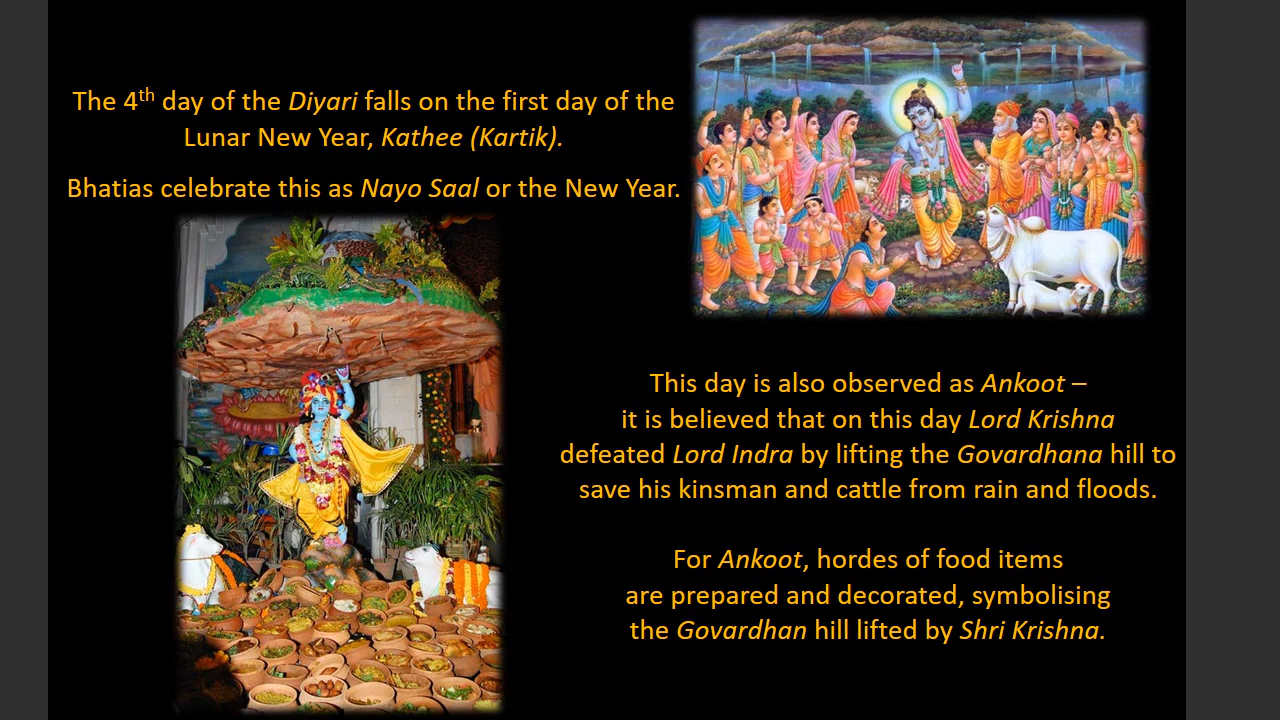 The 4th day of the Diyari falls on the first day of the
Lunar New Year, Kathee (Kartik).
Bhatias celebrate this as Nayo Saal or the New Year.
This day is also observed as Ankoot –
it is believed that on this day Lord Krishna
defeated Lord Indra by lifting the Govardhana hill to
save his kinsman and cattle from rain and floods.
For Ankoot, hordes of food items
are prepared and decorated, symbolising
the Govardhan hill lifted by Shri Krishna.